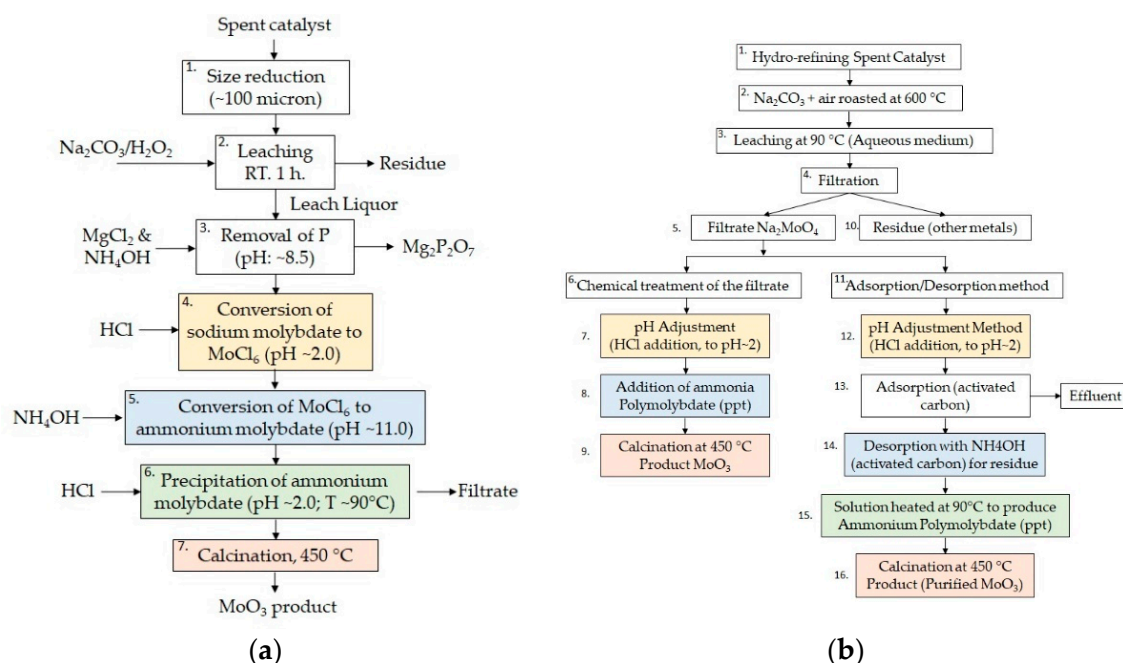 Spent catalyst
1. Size reduction
(~100 micron)
Na₂CO₃/H₂O₂
2. Leaching
RT. 1 h.
Residue
Leach Liquor
MgCl₂ &
NH₄OH
3. Removal of P
(pH: ~8.5)
Mg₂P₂O₇
HCl
4. Conversion of
sodium molybdate to
MoCl₆ (pH ~2.0)
NH₄OH
5. Conversion of MoCl₆ to
ammonium molybdate (pH ~11.0)
HCl
6. Precipitation of ammonium
molybdate (pH ~2.0; T ~90°C)
Filtrate
7. Calcination, 450 °C
MoO₃ product
(a)
1. Hydro-refining Spent Catalyst
2. Na₂CO₃ + air roasted at 600 °C
3. Leaching at 90 °C (Aqueous medium)
4. Filtration
5. Filtrate Na₂MoO₄
10. Residue (other metals)
6. Chemical treatment of the filtrate
7. pH Adjustment
(HCl addition, to pH~2)
8. Addition of ammonia
Polymolybdate (ppt)
9. Calcination at 450 °C
Product MoO₃
11. Adsorption/Desorption method
12. pH Adjustment Method
(HCl addition, to pH~2)
13. Adsorption (activated
carbon)
Effluent
14. Desorption with NH4OH
(activated carbon) for residue
15. Solution heated at 90°C to produce
Ammonium Polymolybdate (ppt)
16. Calcination at 450 °C
Product (Purified MoO₃)
(b)